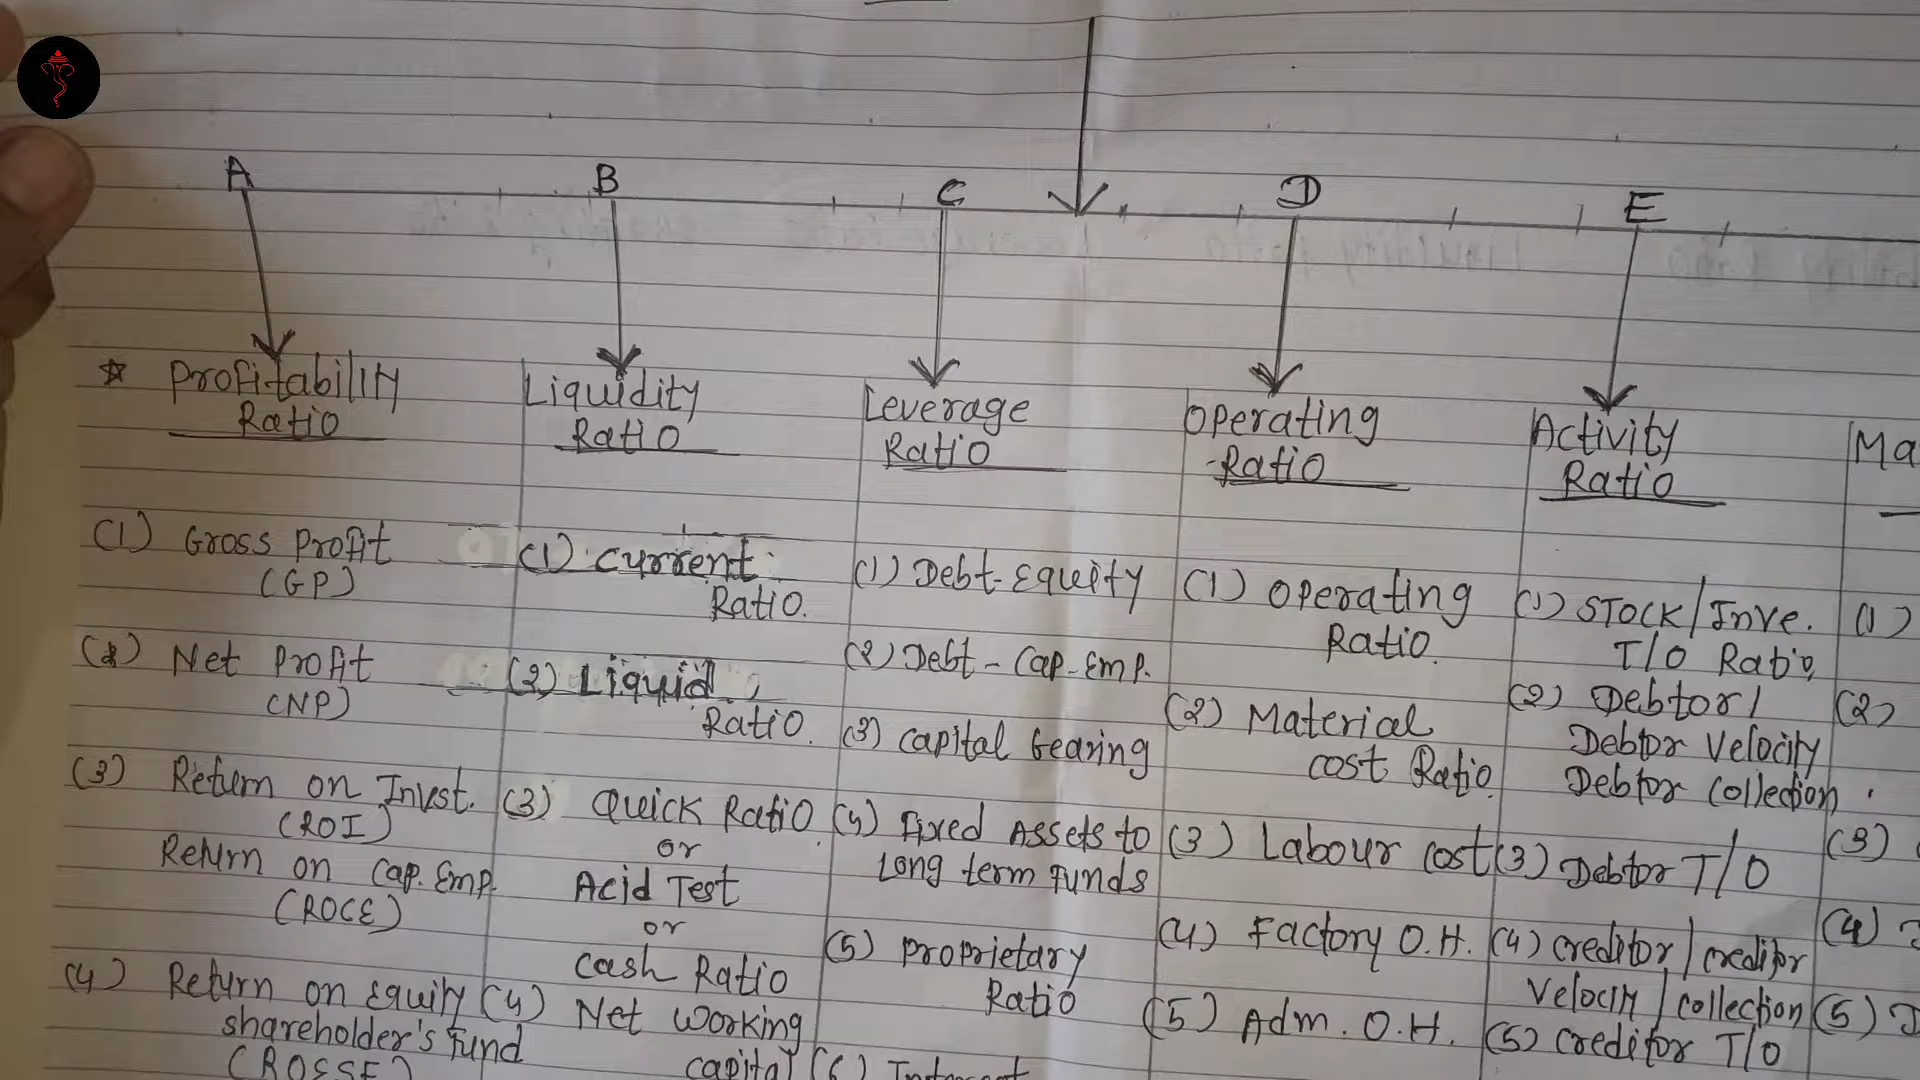 A
B
C
D
E
* Profitability
Ratio
(1) Gross Profit
(GP)
(2) Net Profit
(NP)
(3) Return on Invst.
(ROI)
Return on Cap. Emp.
(ROCE)
(4) Return on Equity
shareholder's Fund
(ROSSF)
Liquidity
Ratio
(1) Current
Ratio.
(2) Liquid
Ratio.
(3) Quick Ratio
or
Acid Test
or
Cash Ratio
(4) Net Working
capital
Leverage
Ratio
(1) Debt-Equity
(2) Debt-Cap-Emp.
(3) Capital Gearing
(4) Fixed Assets to
Long term Funds
(5) Proprietary
Ratio
(6) Interest
Operating
Ratio
(1) Operating
Ratio.
(2) Material
cost Ratio
(3) Labour cost
(4) Factory O.H.
(5) Adm. O.H.
Activity
Ratio
(1) Stock/Inve.
T/O Ratio,
(2) Debtor/
Debtor Velocity
Debtor Collection
(3) Debtor T/O
(4) Creditor/creditor
Velocity/collection
(5) Creditor T/O
Ma
(1)
(2)
(3)
(4)
(5)